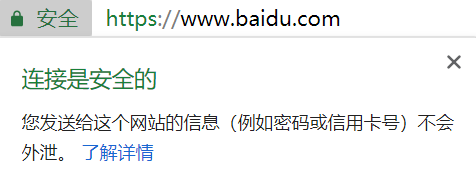 安全 https://www.baidu.com
连接是安全的
您发送给这个网站的信息（例如密码或信用卡号）不会
外泄。 了解详情